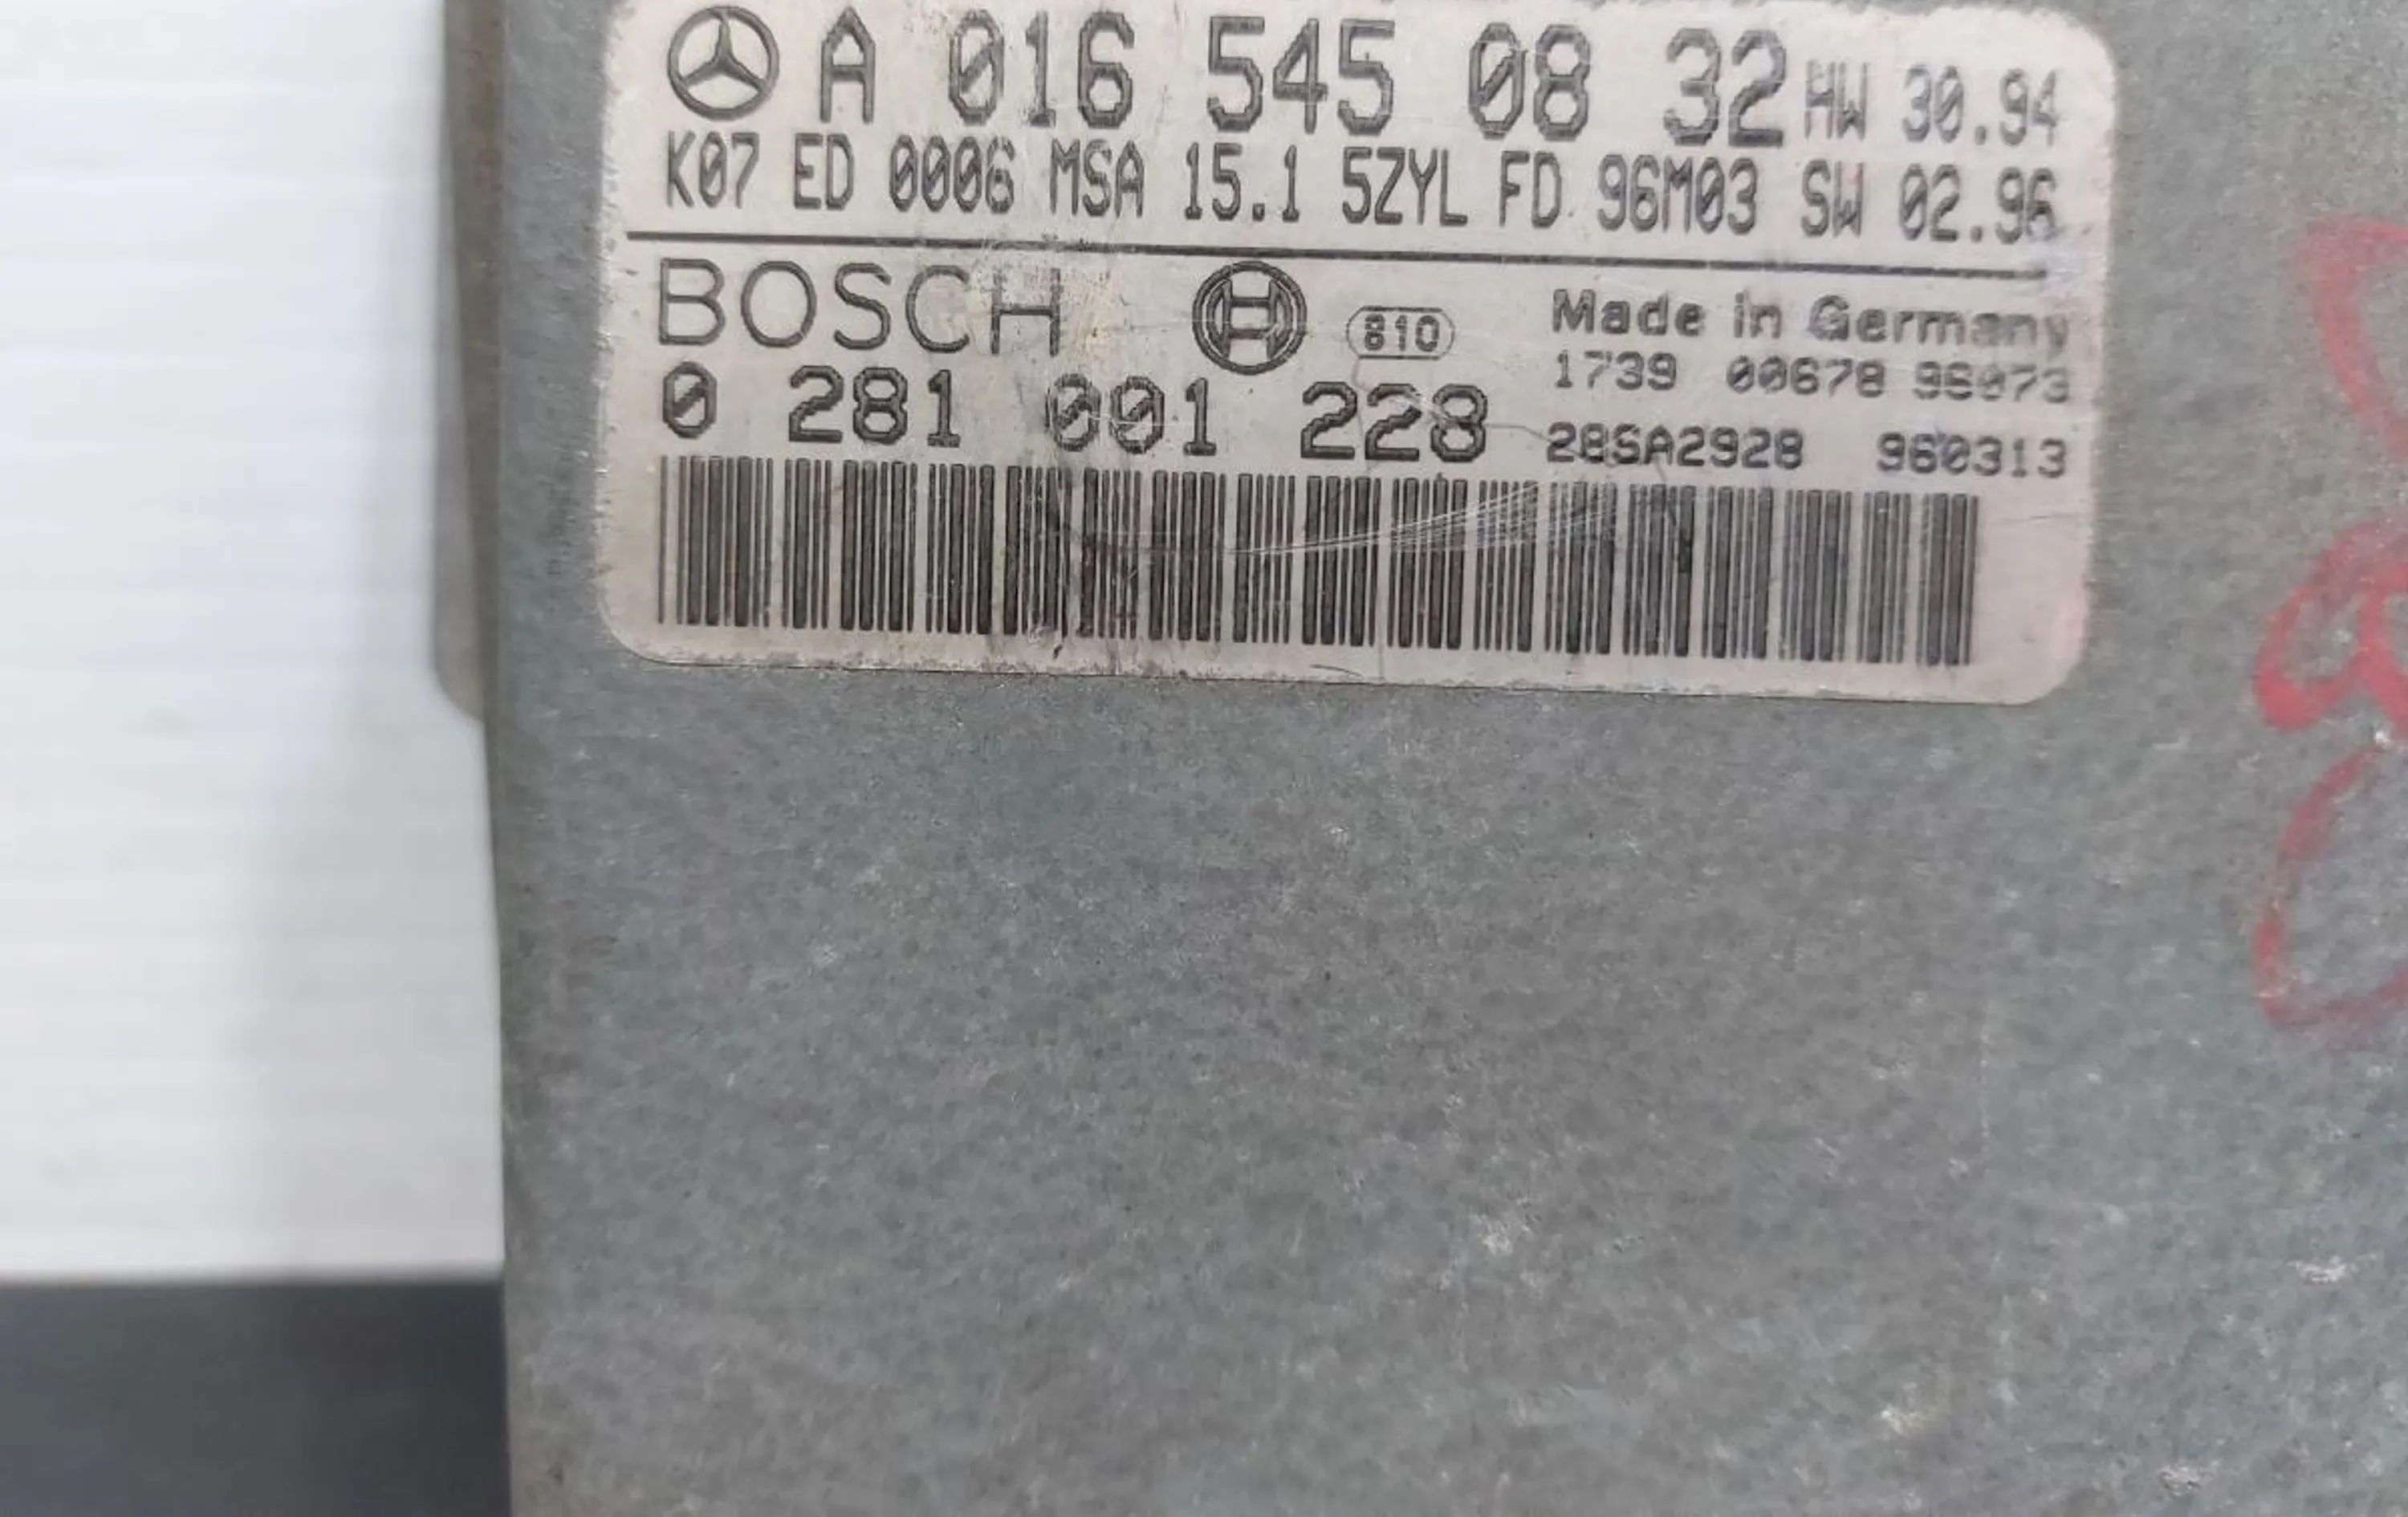 A 016 545 08 32 HW 30.94
K07 ED 0006 MSA 15.1 5ZYL FD 96M03 SW 02.96
BOSCH 810 Made in Germany
1739 00678 96073
0 281 001 228 28SA2928 960313